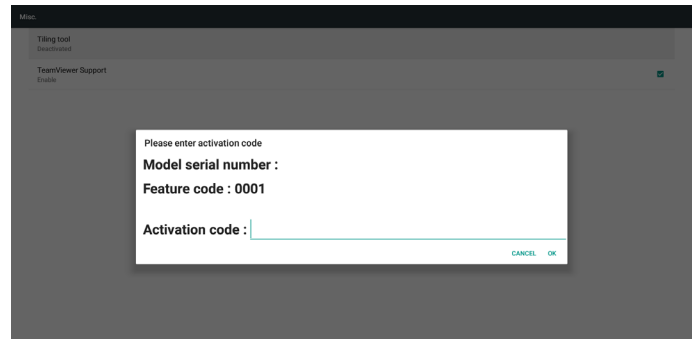 Misc.
Tiling tool
Deactivated
TeamViewer Support
Enable
Please enter activation code
Model serial number :
Feature code : 0001
Activation code :
CANCEL OK